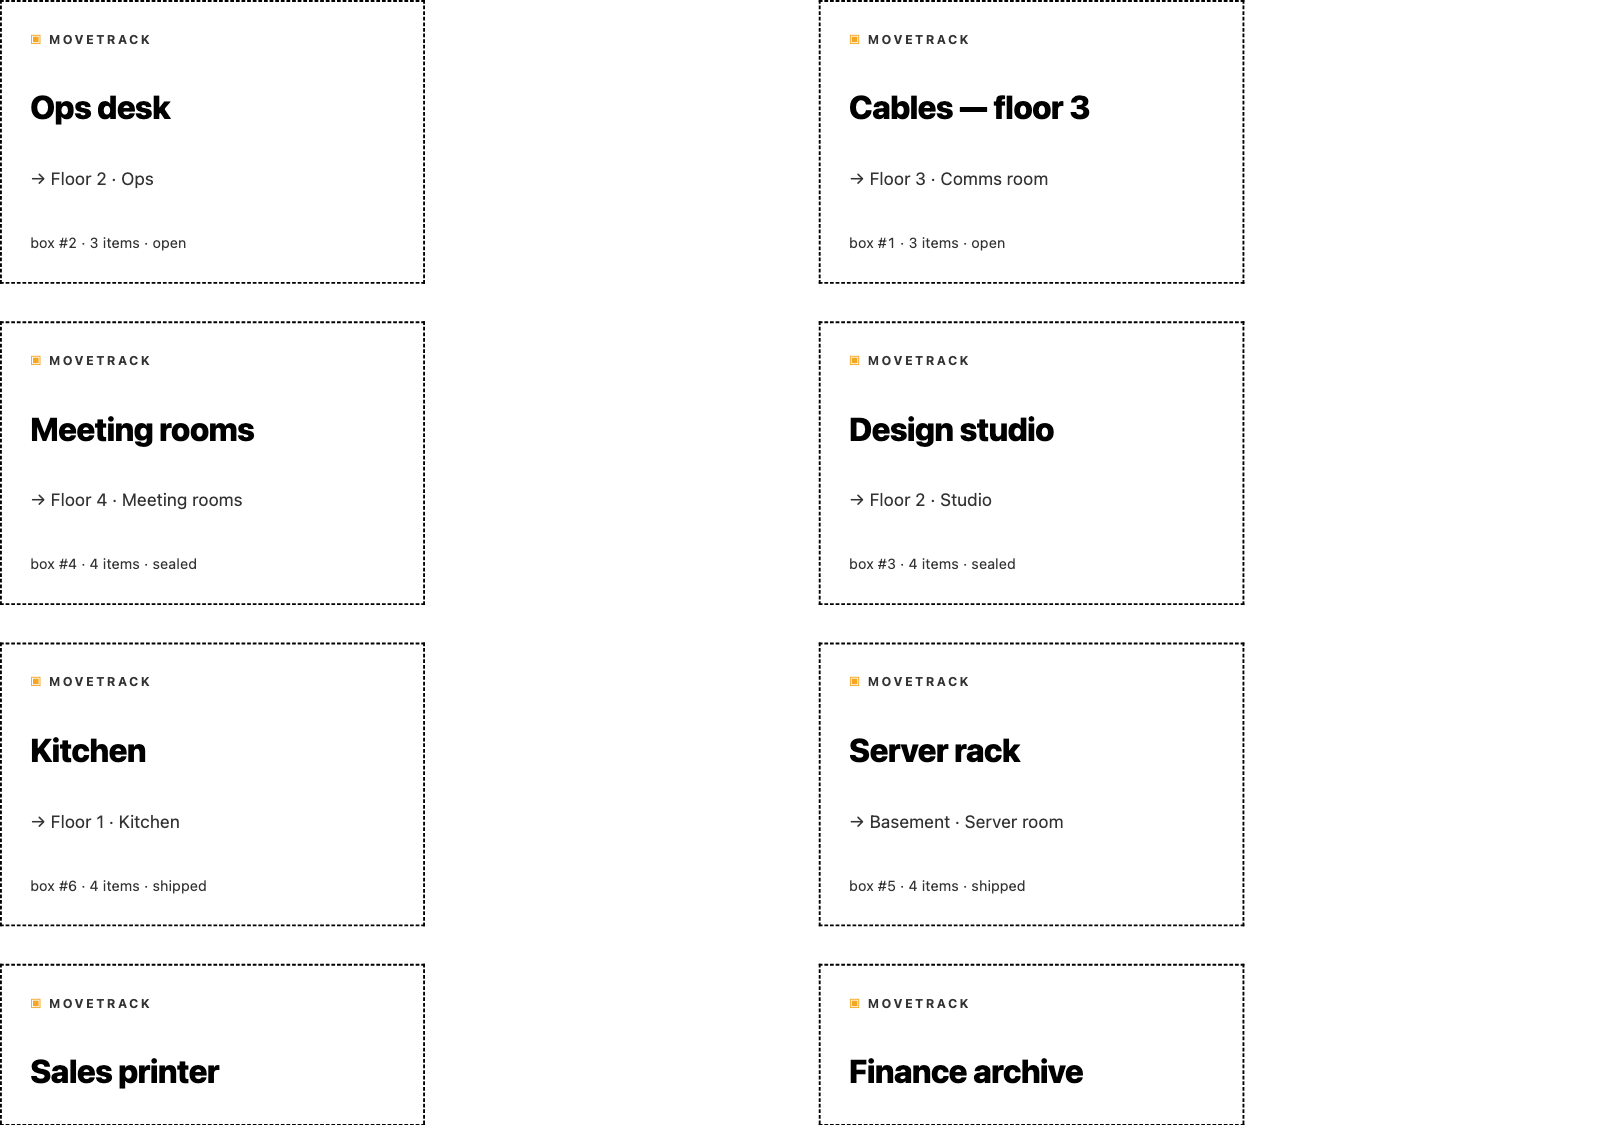 MOVETRACK
Ops desk
→ Floor 2 · Ops
box #2 · 3 items · open
MOVETRACK
Cables — floor 3
→ Floor 3 · Comms room
box #1 · 3 items · open
MOVETRACK
Meeting rooms
→ Floor 4 · Meeting rooms
box #4 · 4 items · sealed
MOVETRACK
Design studio
→ Floor 2 · Studio
box #3 · 4 items · sealed
MOVETRACK
Kitchen
→ Floor 1 · Kitchen
box #6 · 4 items · shipped
MOVETRACK
Server rack
→ Basement · Server room
box #5 · 4 items · shipped
MOVETRACK
Sales printer
MOVETRACK
Finance archive